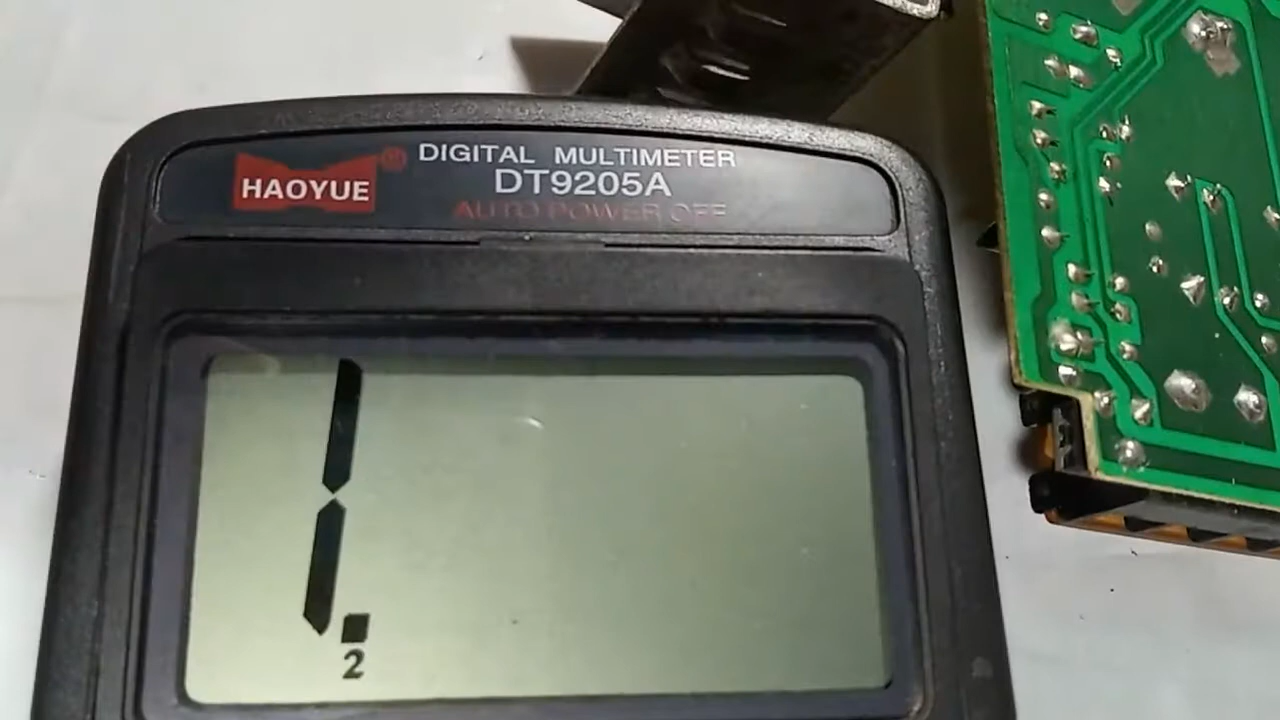 HAOYUE ®
DIGITAL MULTIMETER
DT9205A
AUTO POWER OFF
1.
2